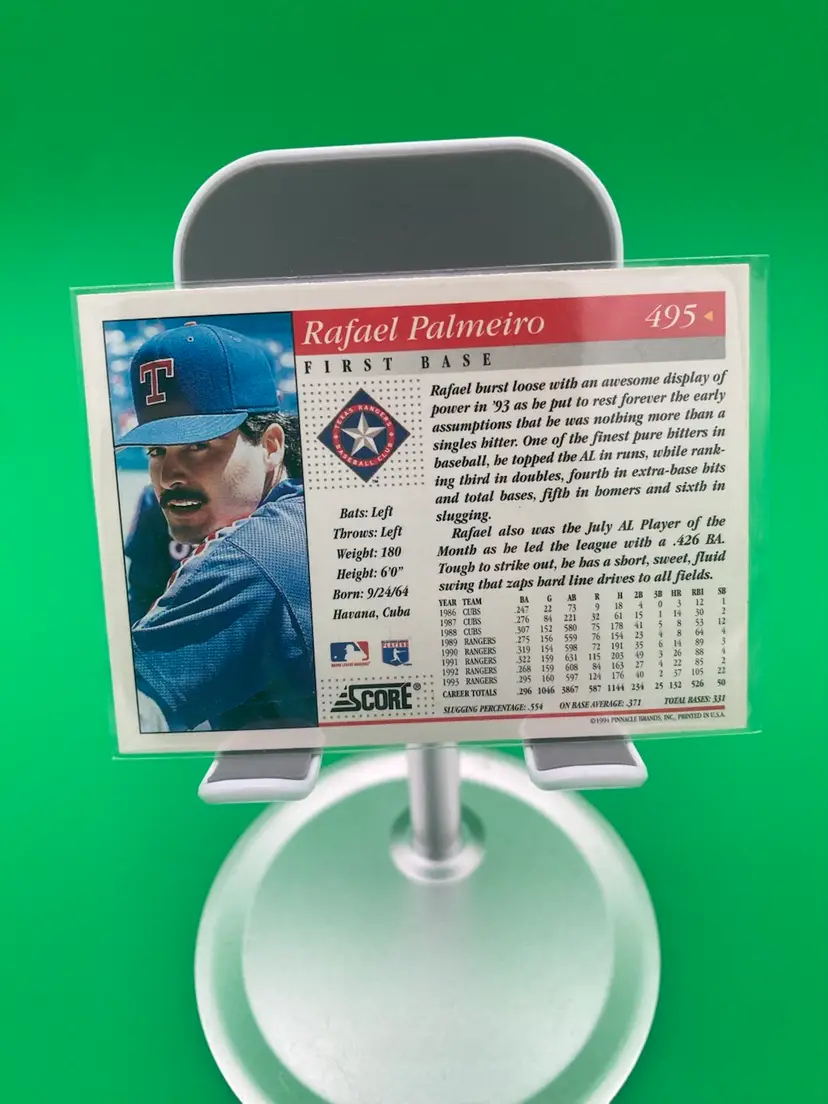 Rafael Palmeiro 495
FIRST BASE
T
TEXAS RANGERS
BASEBALL CLUB
Rafael burst loose with an awesome display of
power in '93 as he put to rest forever the early
assumptions that he was nothing more than a
singles hitter. One of the finest pure hitters in
baseball, he topped the AL in runs, while rank-
ing third in doubles, fourth in extra-base hits
and total bases, fifth in homers and sixth in
slugging.
Rafael also was the July AL Player of the
Month as he led the league with a .426 BA.
Tough to strike out, he has a short, sweet, fluid
swing that zaps hard line drives to all fields.
Bats: Left
Throws: Left
Weight: 180
Height: 6'0"
Born: 9/24/64
Havana, Cuba
PLAYERS
SCORE®
YEAR TEAM BA G AB R H 2B 3B HR RBI SB
1986 CUBS .247 22 73 9 18 4 0 3 12 1
1987 CUBS .276 84 221 32 61 15 1 14 30 2
1988 CUBS .307 152 580 75 178 41 5 8 53 12
1989 RANGERS .275 156 559 76 154 23 4 8 64 4
1990 RANGERS .319 154 598 72 191 35 6 14 89 3
1991 RANGERS .322 159 631 115 203 49 3 26 88 4
1992 RANGERS .268 159 608 84 163 27 4 22 85 2
1993 RANGERS .295 160 597 124 176 40 2 37 105 22
CAREER TOTALS .296 1046 3867 587 1144 234 25 132 526 50
SLUGGING PERCENTAGE: .554 ON BASE AVERAGE: .371 TOTAL BASES: 331
©1994 PINNACLE BRANDS, INC., PRINTED IN U.S.A.